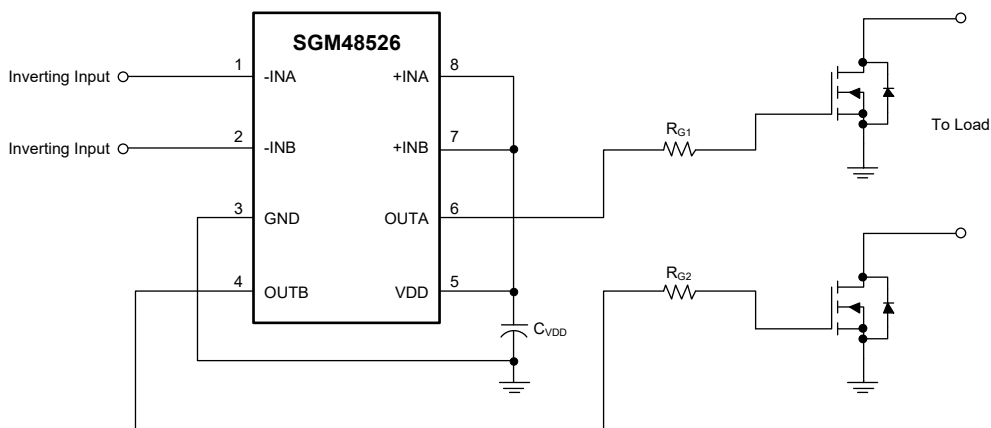 SGM48526
Inverting Input 1 -INA +INA 8
Inverting Input 2 -INB +INB 7
3 GND OUTA 6
4 OUTB VDD 5
CVDD
RG1
To Load
RG2